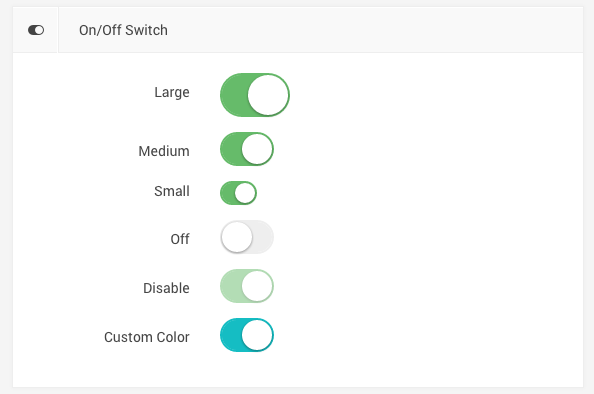 On/Off Switch
Large
Medium
Small
Off
Disable
Custom Color